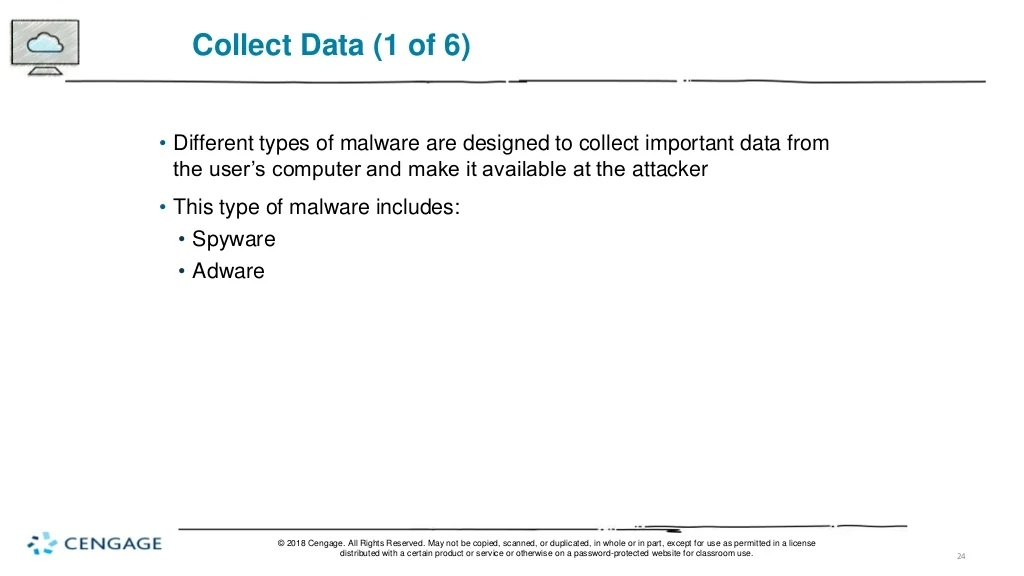 Collect Data (1 of 6)
• Different types of malware are designed to collect important data from
the user’s computer and make it available at the attacker
• This type of malware includes:
• Spyware
• Adware
CENGAGE
© 2018 Cengage. All Rights Reserved. May not be copied, scanned, or duplicated, in whole or in part, except for use as permitted in a license
distributed with a certain product or service or otherwise on a password-protected website for classroom use.
24